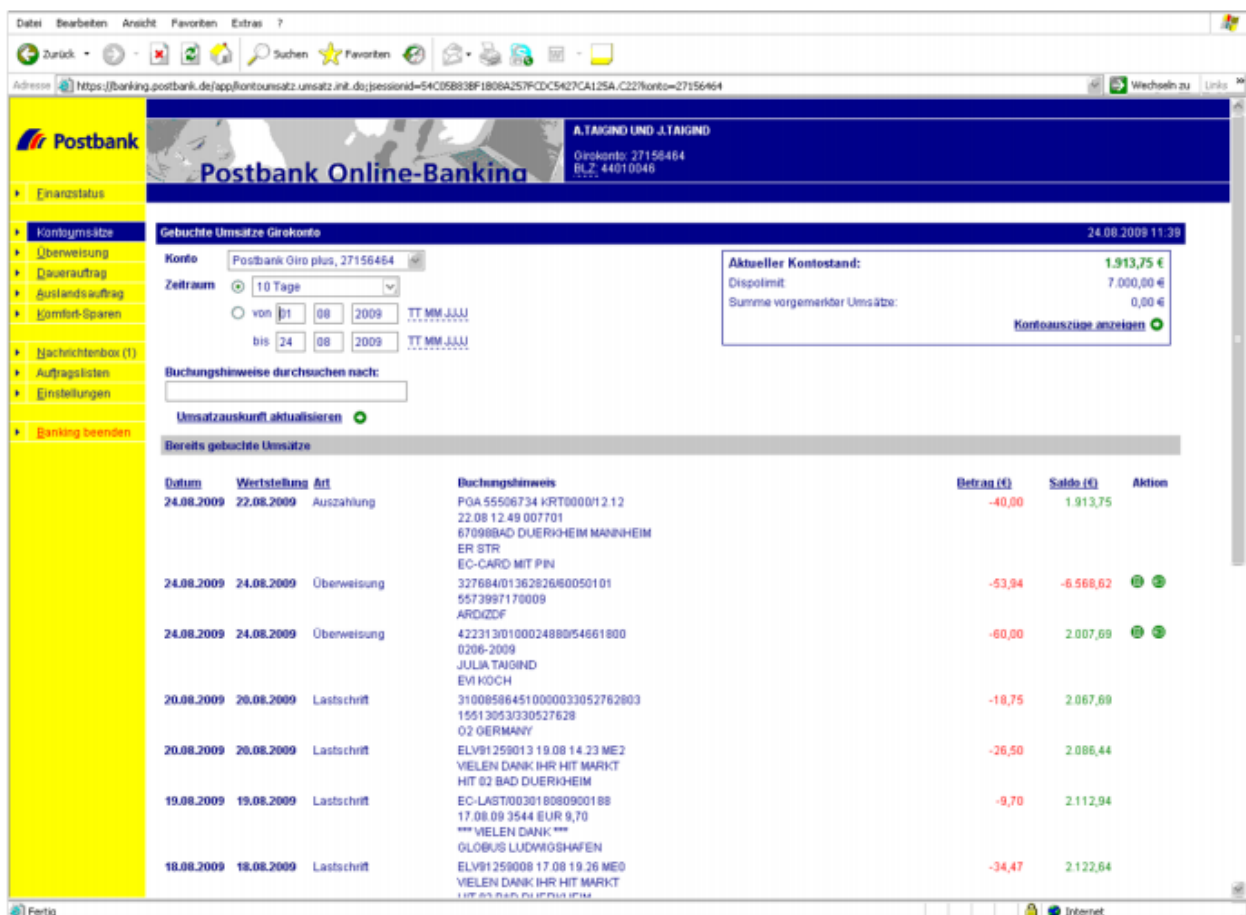 Datei Bearbeiten Ansicht Favoriten Extras ?
Zurück Suchen Favoriten
Adresse https://banking.postbank.de/app/kontoumsatz.umsatz.init.do;jsessionid=54C05B83BF1B08A257FCDC5427CA125A.C22?konto=27156464 Wechseln zu Links »
Postbank
Postbank Online-Banking
A.TAIGIND UND J.TAIGIND
Girokonto: 27156464
BLZ: 44010046
Finanzstatus
Kontoumsätze
Überweisung
Dauerauftrag
Auslandsauftrag
Komfort-Sparen
Nachrichtenbox (1)
Auftragslisten
Einstellungen
Banking beenden
Gebuchte Umsätze Girokonto 24.08.2009 11:39
Konto Postbank Giro plus, 27156464
Zeitraum 10 Tage
von 01 08 2009 TT MM JJJJ
bis 24 08 2009 TT MM JJJJ
Aktueller Kontostand: 1.913,75 €
Dispolimit: 7.000,00 €
Summe vorgemerkter Umsätze: 0,00 €
Kontoauszüge anzeigen
Buchungshinweise durchsuchen nach:
Umsatzauskunft aktualisieren
Bereits gebuchte Umsätze
Datum Wertstellung Art Buchungshinweis Betrag (€) Saldo (€) Aktion
24.08.2009 22.08.2009 Auszahlung PGA 55506734 KRT0000/12.12 -40,00 1.913,75
22.08 12.49 007701
67098BAD DUERKHEIM MANNHEIM
ER STR
EC-CARD MIT PIN
24.08.2009 24.08.2009 Überweisung 327684/01362826/60050101 -53,94 -6.568,62
5573997170009
ARD/ZDF
24.08.2009 24.08.2009 Überweisung 422313/0100024880/54661800 -60,00 2.007,69
0206-2009
JULIA TAIGIND
EVI KOCH
20.08.2009 20.08.2009 Lastschrift 310085864510000033052762803 -18,75 2.067,69
15513053/330527628
O2 GERMANY
20.08.2009 20.08.2009 Lastschrift ELV91259013 19.08 14.23 ME2 -26,50 2.086,44
VIELEN DANK IHR HIT MARKT
HIT 02 BAD DUERKHEIM
19.08.2009 19.08.2009 Lastschrift EC-LAST/003018080900188 -9,70 2.112,94
17.08.09 3544 EUR 9,70
*** VIELEN DANK ***
GLOBUS LUDWIGSHAFEN
18.08.2009 18.08.2009 Lastschrift ELV91259008 17.08 19.26 ME0 -34,47 2.122,64
VIELEN DANK IHR HIT MARKT
HIT 02 BAD DUERKHEIM
Fertig Internet